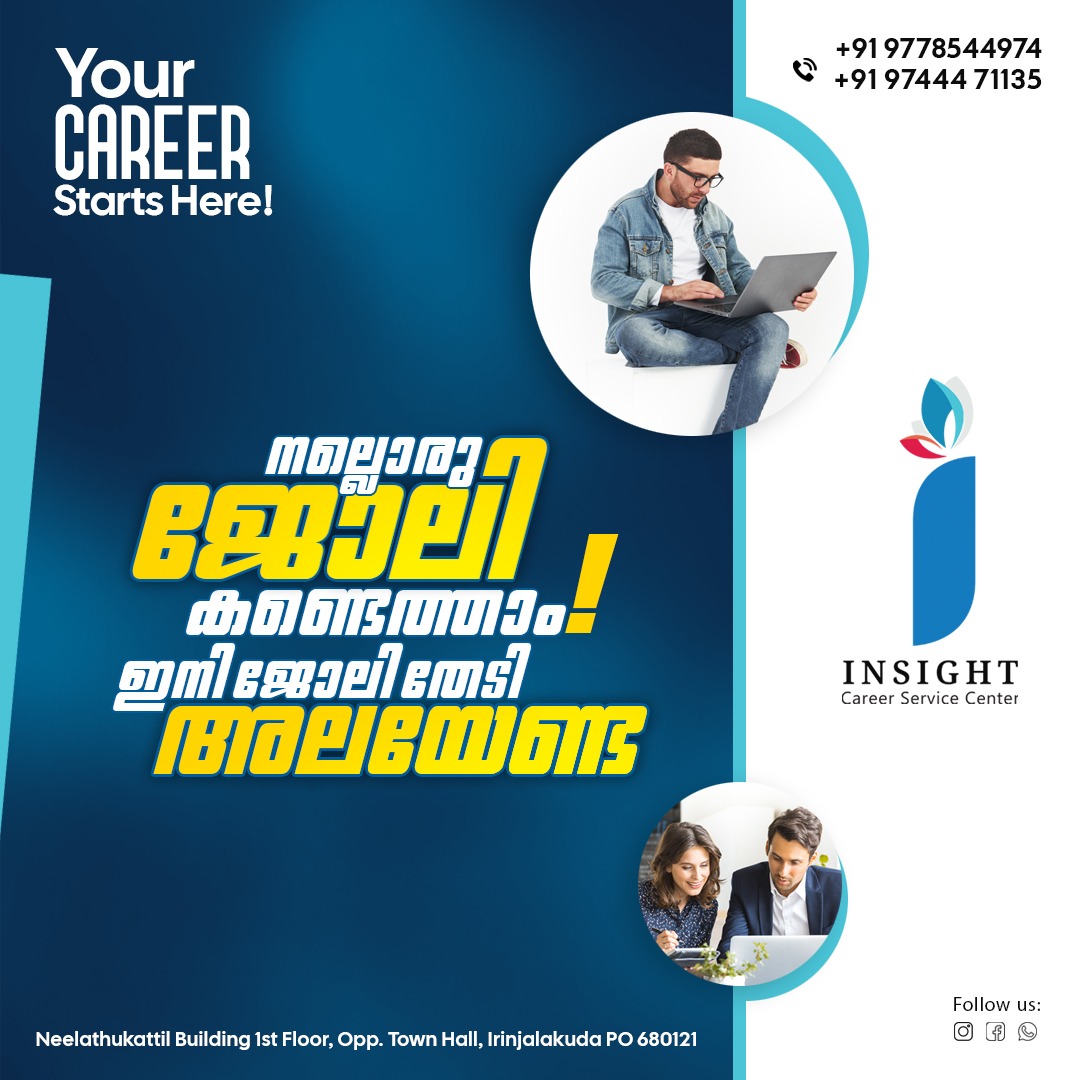 Your
CAREER
Starts Here!
+91 9778544974
+91 97444 71135
നല്ലൊരു
ജോലി
കണ്ടെത്താം!
ഇനി ജോലി തേടി
അലയേണ്ട
INSIGHT
Career Service Center
Follow us:
Neelathukattil Building 1st Floor, Opp. Town Hall, Irinjalakuda PO 680121